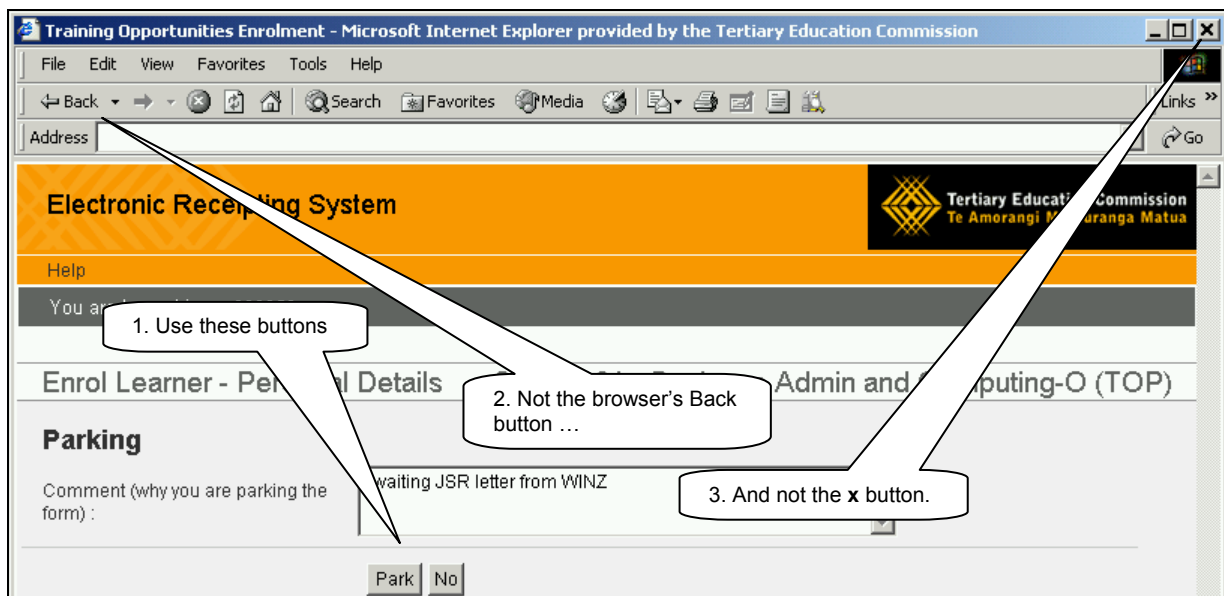 Training Opportunities Enrolment - Microsoft Internet Explorer provided by the Tertiary Education Commission
File Edit View Favorites Tools Help
Back Search Favorites Media Links »
Address Go
Electronic Receipting System
Tertiary Education Commission
Te Amorangi
Matua
Help
You
1. Use these buttons
Enrol Learner - Personal Details Admin and Computing-O (TOP)
2. Not the browser’s Back
button …
Parking
Comment (why you are parking the
form) :
waiting JSR letter from WINZ
3. And not the x button.
Park No